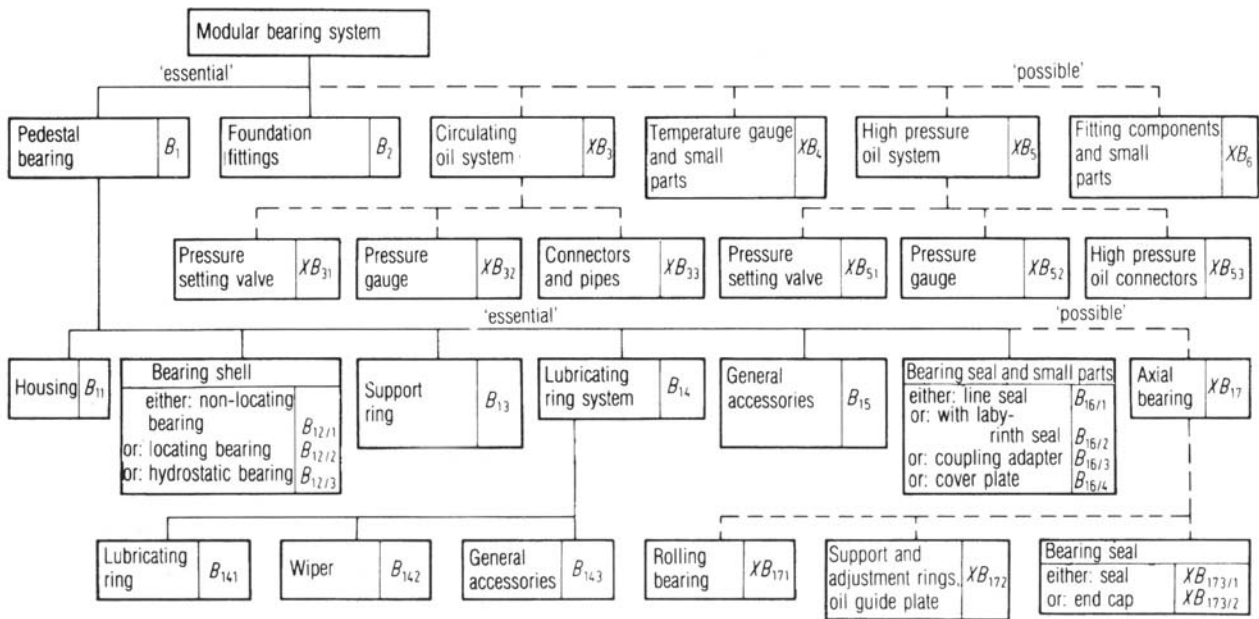 Modular bearing system
'essential'
'possible'
Pedestal bearing B₁
Foundation fittings B₂
Circulating oil system XB₃
Temperature gauge and small parts XB₄
High pressure oil system XB₅
Fitting components and small parts XB₆
Pressure setting valve XB₃₁
Pressure gauge XB₃₂
Connectors and pipes XB₃₃
Pressure setting valve XB₅₁
Pressure gauge XB₅₂
High pressure oil connectors XB₅₃
'essential'
'possible'
Housing B₁₁
Bearing shell
either: non-locating
bearing B₁₂/₁
or: locating bearing B₁₂/₂
or: hydrostatic bearing B₁₂/₃
Support ring B₁₃
Lubricating ring system B₁₄
General accessories B₁₅
Bearing seal and small parts
either: line seal B₁₆/₁
or: with laby-
rinth seal B₁₆/₂
or: coupling adapter B₁₆/₃
or: cover plate B₁₆/₄
Axial bearing XB₁₇
Lubricating ring B₁₄₁
Wiper B₁₄₂
General accessories B₁₄₃
Rolling bearing XB₁₇₁
Support and adjustment rings, oil guide plate XB₁₇₂
Bearing seal
either: seal XB₁₇₃/₁
or: end cap XB₁₇₃/₂